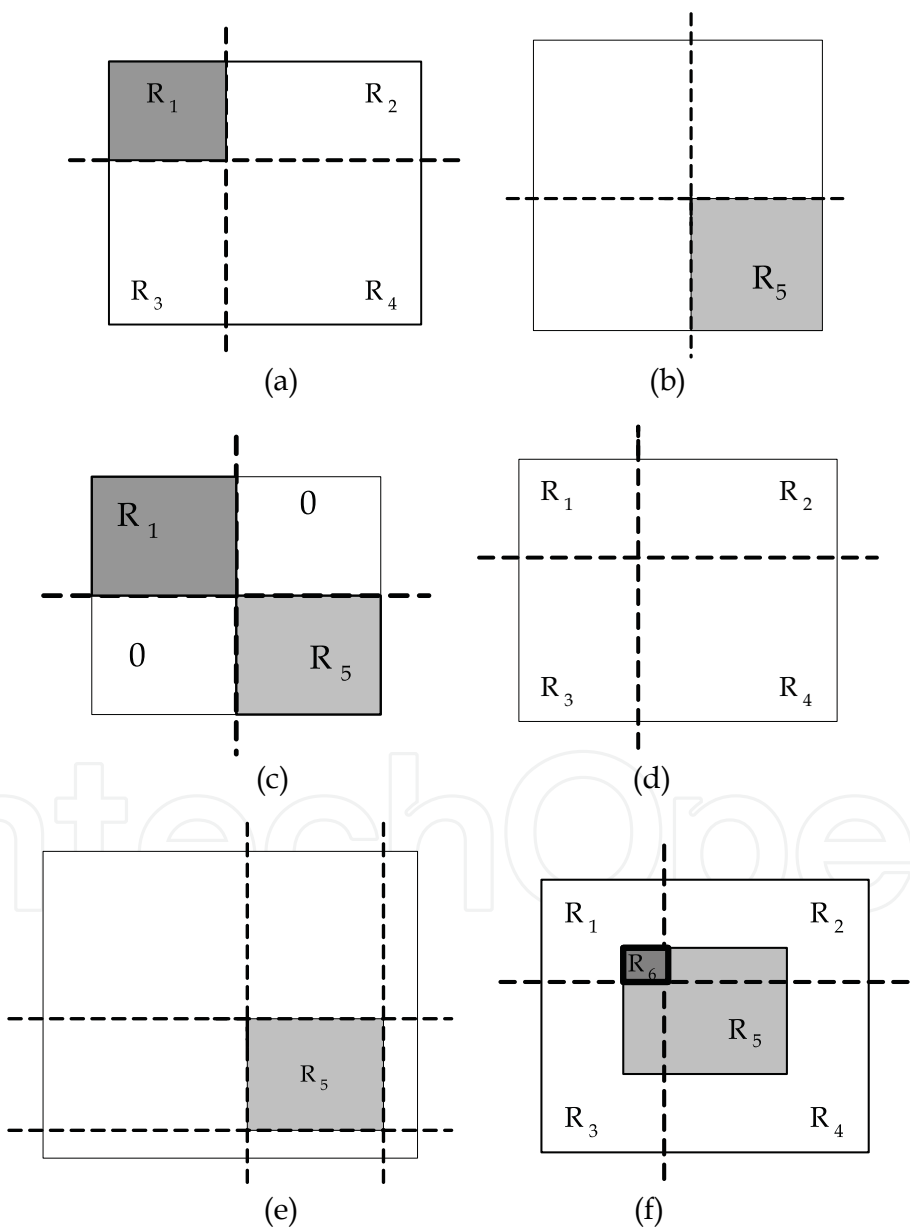 R₁ R₂
R₃ R₄
(a)
R₅
(b)
R₁ 0
0 R₅
(c)
R₁ R₂
R₃ R₄
(d)
ntechOpe
R₅
(e)
R₁ R₂
R₆
R₅
R₃ R₄
(f)